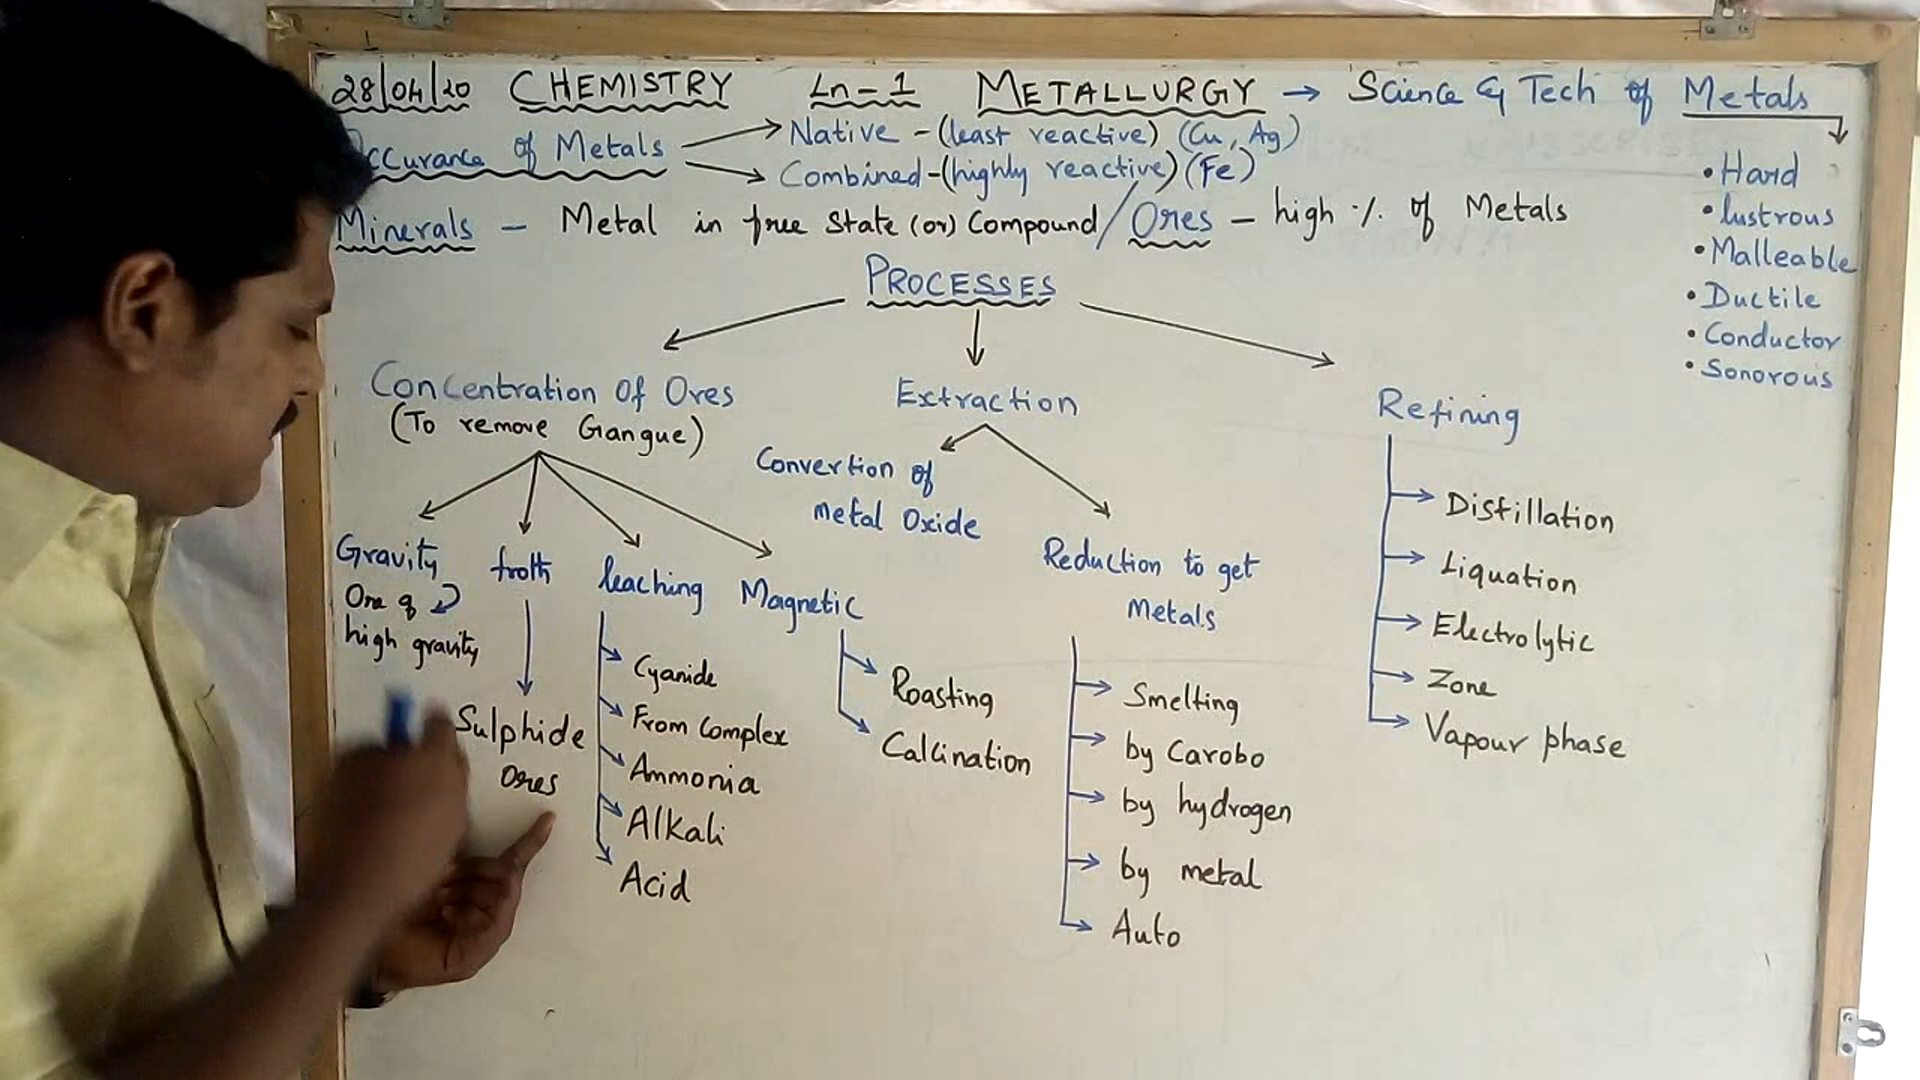 28/04/20 CHEMISTRY Ln-1 METALLURGY → Science & Tech of Metals
Occurance of Metals
Native - (least reactive) (Cu, Ag)
Combined - (highly reactive) (Fe)
Minerals - Metal in free State (or) Compound / Ores - high % of Metals
• Hard
• lustrous
• Malleable
• Ductile
• Conductor
• Sonorous
PROCESSES
Concentration Of Ores
(To remove Gangue)
Gravity
Ore of
high gravity
froth
Sulphide
Ores
leaching
Cyanide
From Complex
Ammonia
Alkali
Acid
Magnetic
Extraction
Convertion of
metal Oxide
Roasting
Calcination
Reduction to get
Metals
Smelting
by Carobo
by hydrogen
by metal
Auto
Refining
Distillation
Liquation
Electrolytic
Zone
Vapour phase